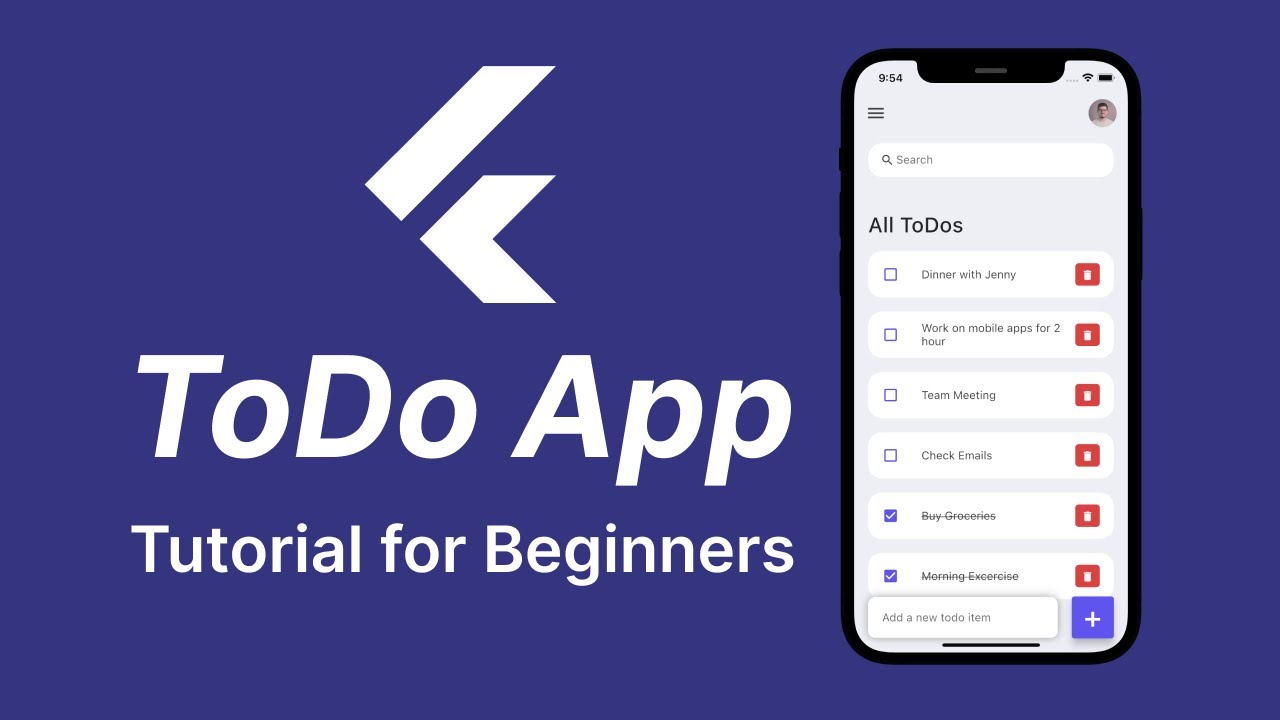 ToDo App
Tutorial for Beginners
9:54
Search
All ToDos
Dinner with Jenny
Work on mobile apps for 2
hour
Team Meeting
Check Emails
Buy Groceries
Morning Excercise
Add a new todo item